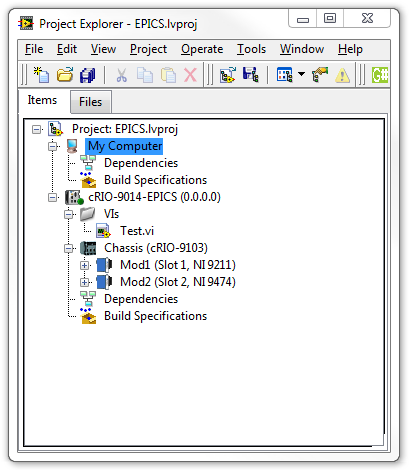 Project Explorer - EPICS.lvproj
File Edit View Project Operate Tools Window Help
Items Files
Project: EPICS.lvproj
My Computer
Dependencies
Build Specifications
cRIO-9014-EPICS (0.0.0.0)
VIs
Test.vi
Chassis (cRIO-9103)
Mod1 (Slot 1, NI 9211)
Mod2 (Slot 2, NI 9474)
Dependencies
Build Specifications